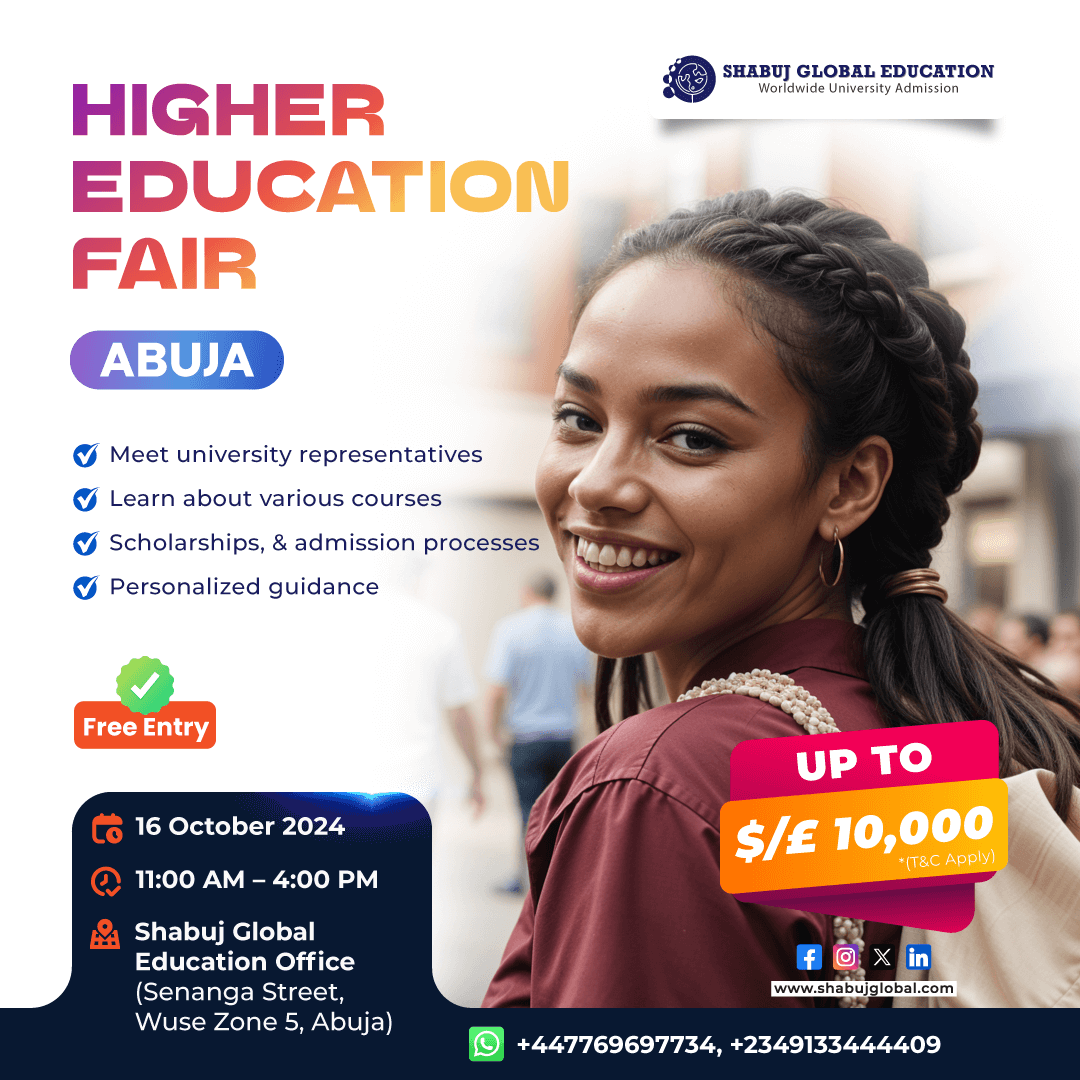 SHABUJ GLOBAL EDUCATION
Worldwide University Admission
HIGHER
EDUCATION
FAIR
ABUJA
Meet university representatives
Learn about various courses
Scholarships, & admission processes
Personalized guidance
Free Entry
16 October 2024
11:00 AM – 4:00 PM
Shabuj Global
Education Office
(Senanga Street,
Wuse Zone 5, Abuja)
UP TO
$/£ 10,000
*(T&C Apply)
www.shabujglobal.com
+447769697734, +2349133444409